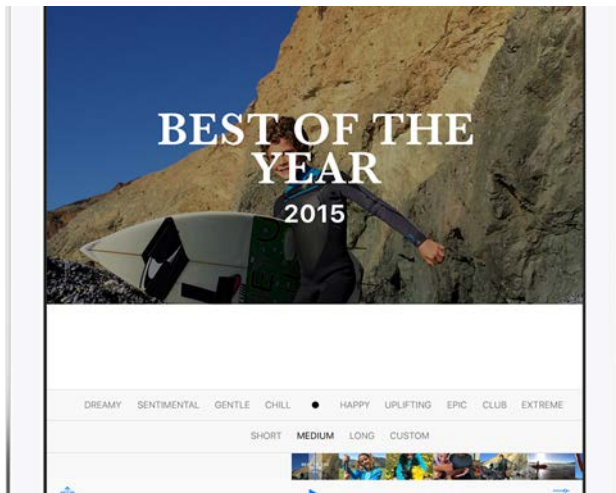 BEST OF THE
YEAR
2015
DREAMY SENTIMENTAL GENTLE CHILL HAPPY UPLIFTING EPIC CLUB EXTREME
SHORT MEDIUM LONG CUSTOM